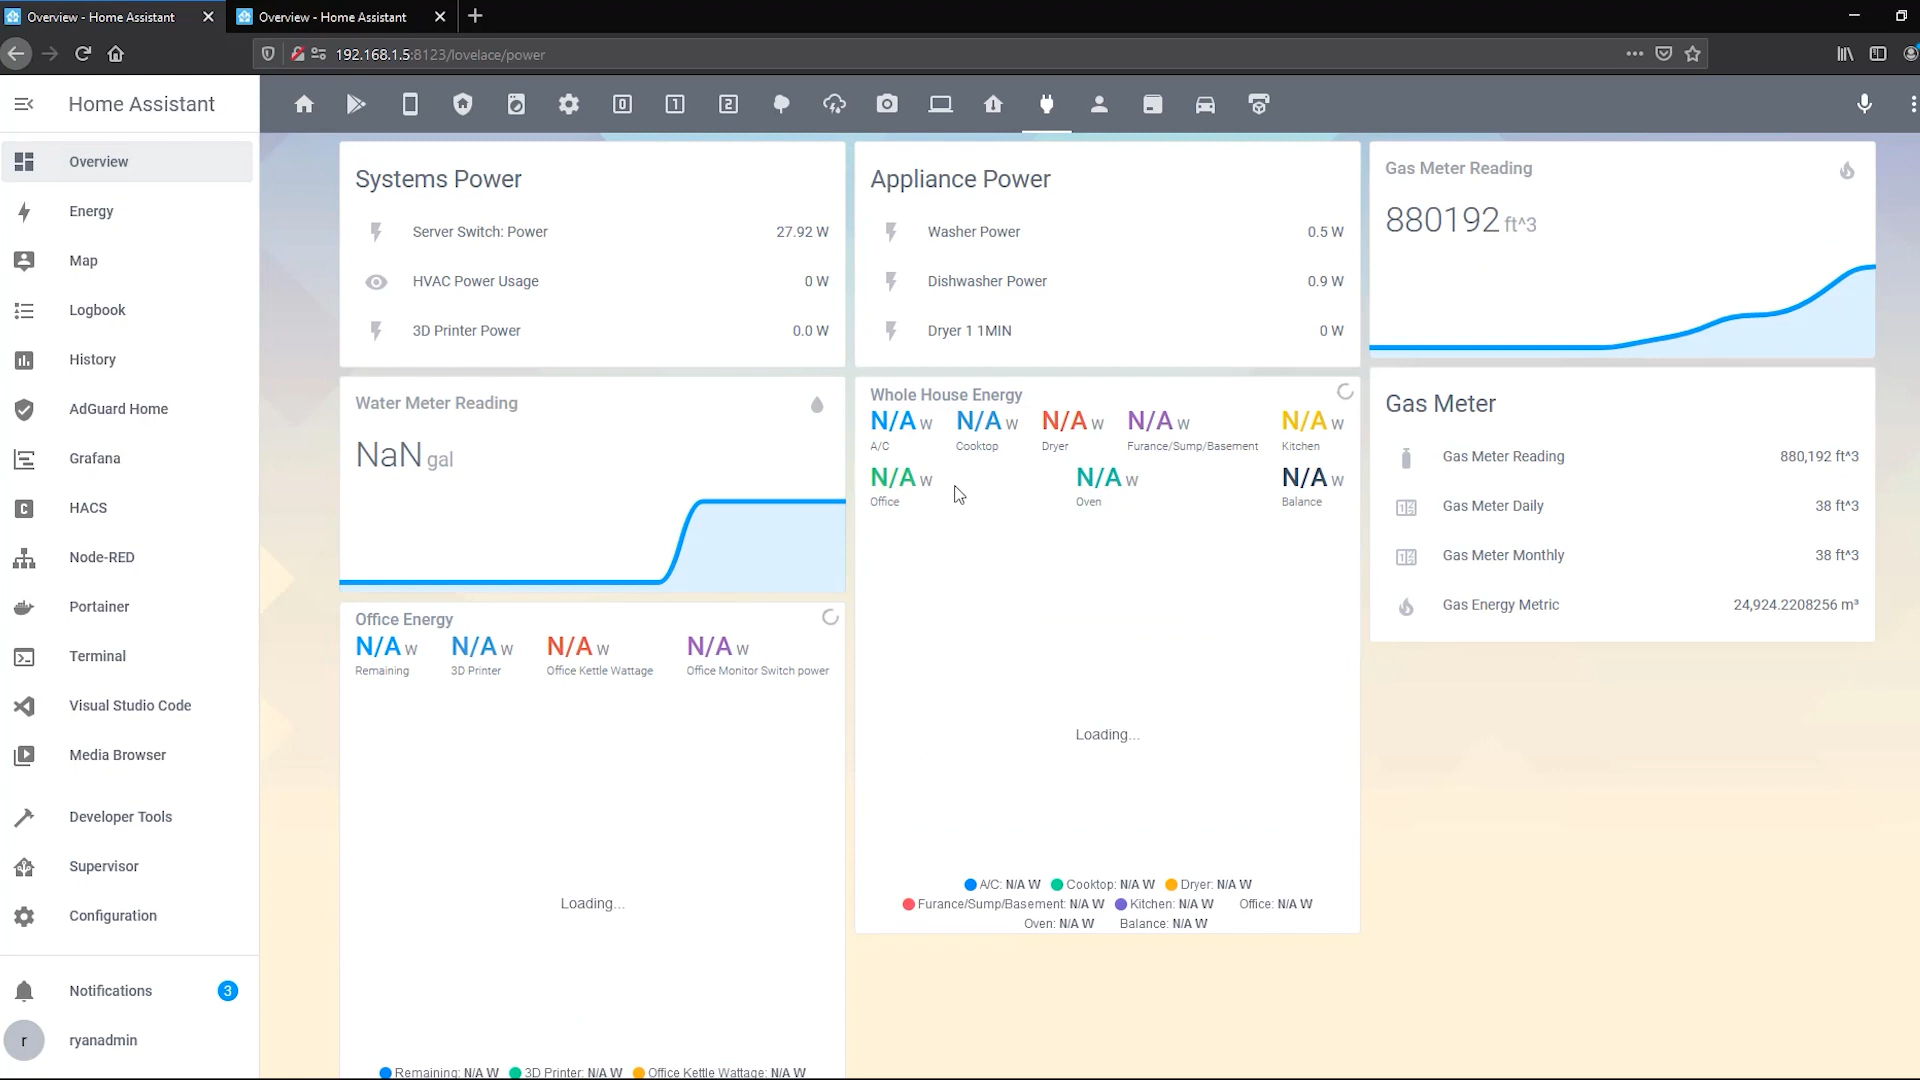 Overview - Home Assistant
Overview - Home Assistant
192.168.1.5:8123/lovelace/power
Home Assistant
0
1
2
Overview
Energy
Map
Logbook
History
AdGuard Home
Grafana
HACS
Node-RED
Portainer
Terminal
Visual Studio Code
Media Browser
Developer Tools
Supervisor
Configuration
Notifications 3
r ryanadmin
Systems Power
Server Switch: Power 27.92 W
HVAC Power Usage 0 W
3D Printer Power 0.0 W
Water Meter Reading
NaN gal
Office Energy
N/A W N/A W N/A W N/A W
Remaining 3D Printer Office Kettle Wattage Office Monitor Switch power
Loading...
Remaining: N/A W 3D Printer: N/A W Office Kettle Wattage: N/A W
Appliance Power
Washer Power 0.5 W
Dishwasher Power 0.9 W
Dryer 1 1MIN 0 W
Whole House Energy
N/A W N/A W N/A W N/A W N/A W
A/C Cooktop Dryer Furance/Sump/Basement Kitchen
N/A W N/A W N/A W
Office Oven Balance
Loading...
A/C: N/A W Cooktop: N/A W Dryer: N/A W
Furance/Sump/Basement: N/A W Kitchen: N/A W Office: N/A W
Oven: N/A W Balance: N/A W
Gas Meter Reading
880192 ft^3
Gas Meter
Gas Meter Reading 880,192 ft^3
Gas Meter Daily 38 ft^3
Gas Meter Monthly 38 ft^3
Gas Energy Metric 24,924.2208256 m³